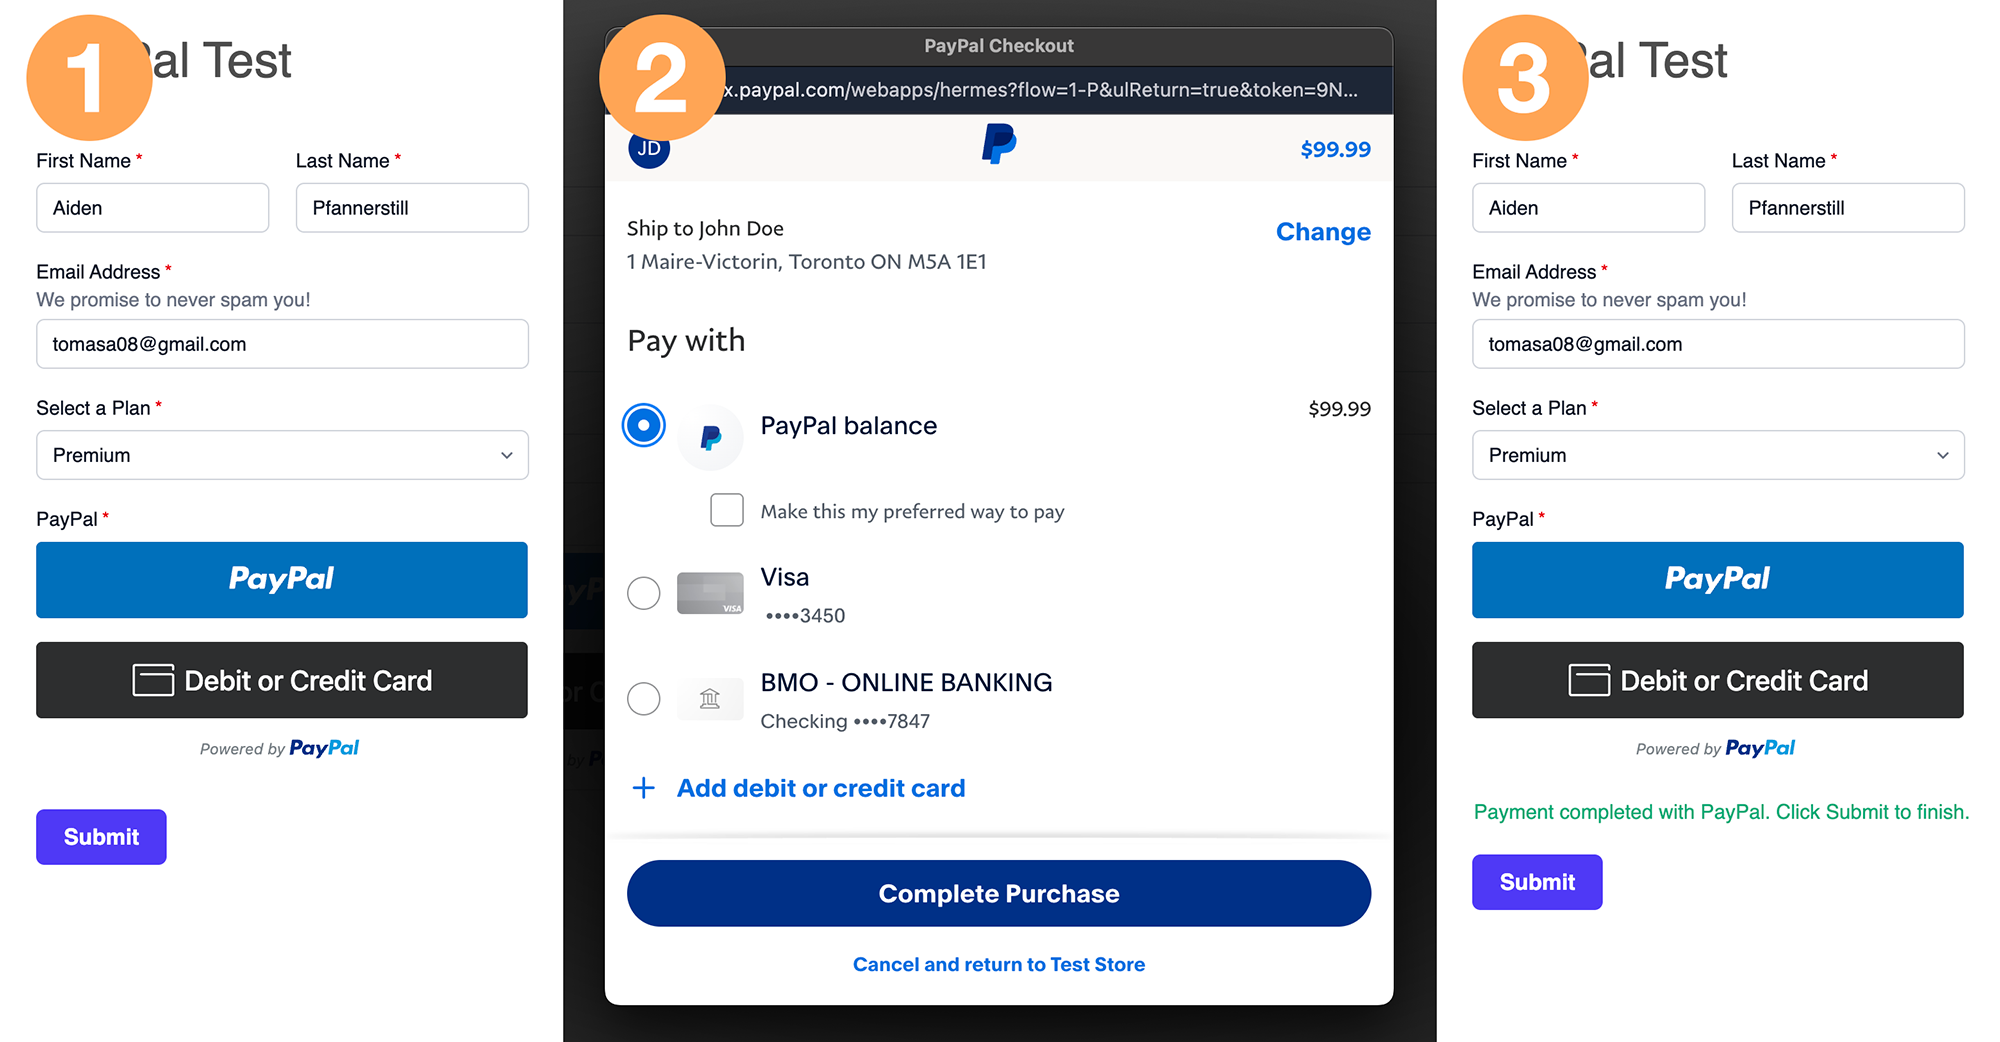 1
al Test
First Name *
Last Name *
Aiden
Pfannerstill
Email Address *
We promise to never spam you!
tomasa08@gmail.com
Select a Plan *
Premium
PayPal *
PayPal
Debit or Credit Card
Powered by PayPal
Submit
2
PayPal Checkout
x.paypal.com/webapps/hermes?flow=1-P&ulReturn=true&token=9N...
JD
$99.99
Ship to John Doe
Change
1 Maire-Victorin, Toronto ON M5A 1E1
Pay with
PayPal balance
$99.99
Make this my preferred way to pay
Visa
VISA
••••3450
BMO - ONLINE BANKING
Checking ••••7847
+ Add debit or credit card
Complete Purchase
Cancel and return to Test Store
3
al Test
First Name *
Last Name *
Aiden
Pfannerstill
Email Address *
We promise to never spam you!
tomasa08@gmail.com
Select a Plan *
Premium
PayPal *
PayPal
Debit or Credit Card
Powered by PayPal
Payment completed with PayPal. Click Submit to finish.
Submit